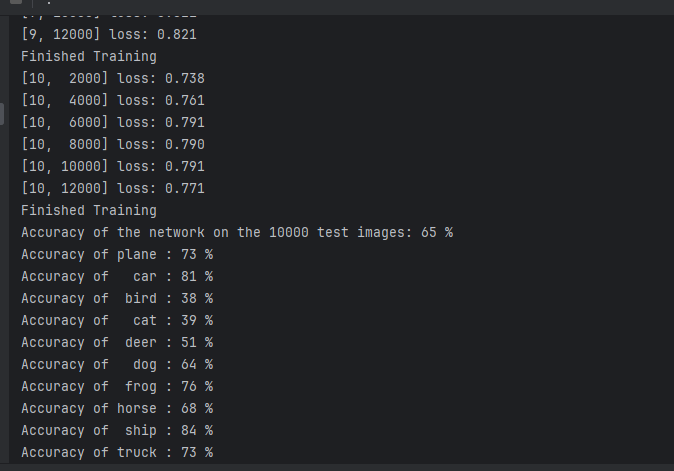 [9, 12000] loss: 0.821
Finished Training
[10,  2000] loss: 0.738
[10,  4000] loss: 0.761
[10,  6000] loss: 0.791
[10,  8000] loss: 0.790
[10, 10000] loss: 0.791
[10, 12000] loss: 0.771
Finished Training
Accuracy of the network on the 10000 test images: 65 %
Accuracy of plane : 73 %
Accuracy of   car : 81 %
Accuracy of  bird : 38 %
Accuracy of   cat : 39 %
Accuracy of  deer : 51 %
Accuracy of   dog : 64 %
Accuracy of  frog : 76 %
Accuracy of horse : 68 %
Accuracy of  ship : 84 %
Accuracy of truck : 73 %